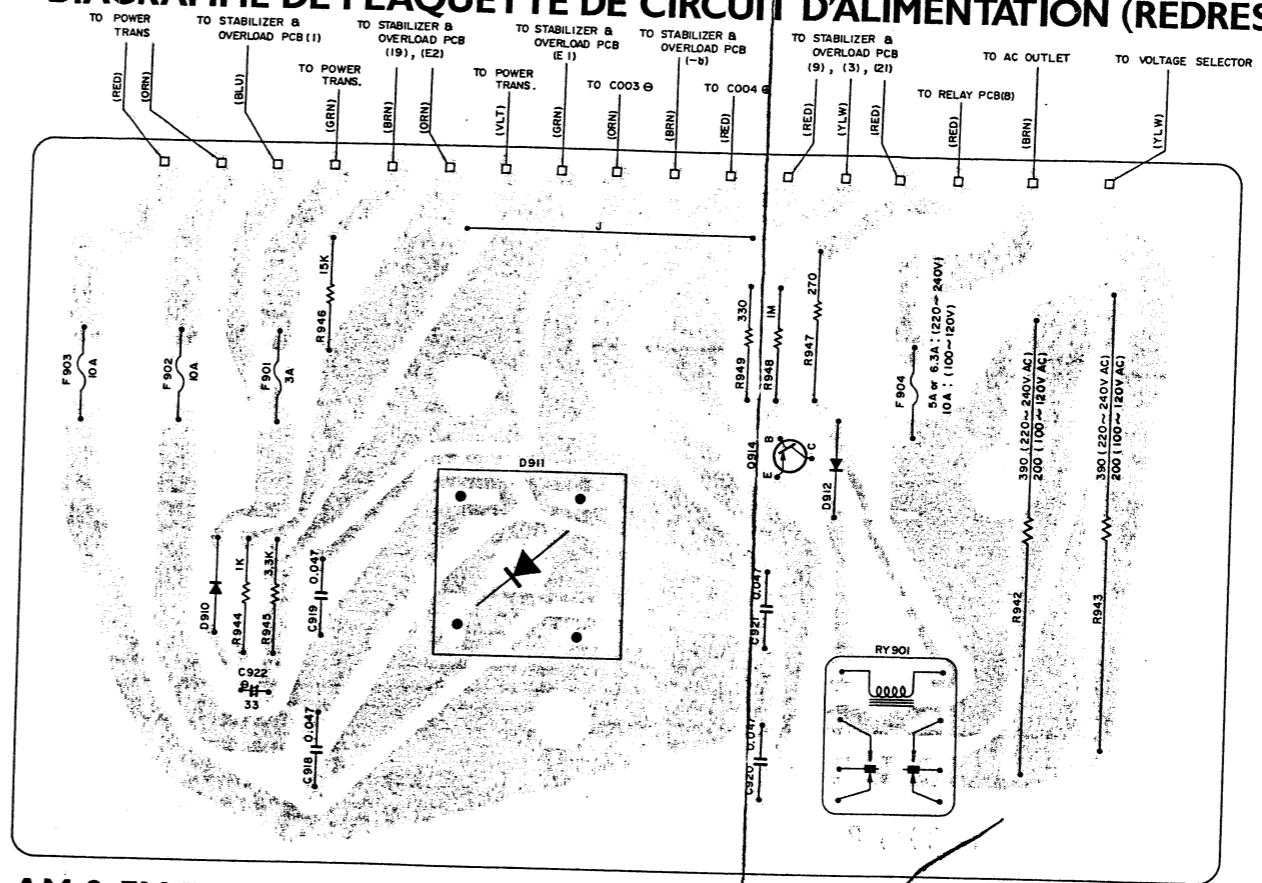 DIAGRAMME DE PLAQUETTE DE CIRCUIT D'ALIMENTATION (REDRES
TO POWER
TRANS
TO STABILIZER &
OVERLOAD PCB (1)
TO POWER
TRANS.
TO STABILIZER &
OVERLOAD PCB
(19), (E2)
TO POWER
TRANS.
TO STABILIZER &
OVERLOAD PCB
(E1)
TO C003 ⊖
TO STABILIZER &
OVERLOAD PCB
(-b)
TO C004 ⊕
TO STABILIZER &
OVERLOAD PCB
(9), (3), (21)
TO RELAY PCB(8)
TO AC OUTLET
TO VOLTAGE SELECTOR
(RED)
(ORN)
(BLU)
(GRN)
(BRN)
(ORN)
(VLT)
(GRN)
(ORN)
(BRN)
(RED)
(RED)
(YLW)
(RED)
(RED)
(BRN)
(YLW)
J
F903
10A
F902
10A
F901
3A
R946 15K
R949 330
R948 1M
R947 270
F904
5A or 6.3A : (220~240V)
10A : (100~120V)
390 (220~240V AC)
200 (100~120V AC)
R942
390 (220~240V AC)
200 (100~120V AC)
R943
Q914
B
C
E
D912
D911
D910
R944 1K
R945 3.3K
C919 0.047
C922
33
C918 0.047
C921 0.047
C920 0.047
RY901